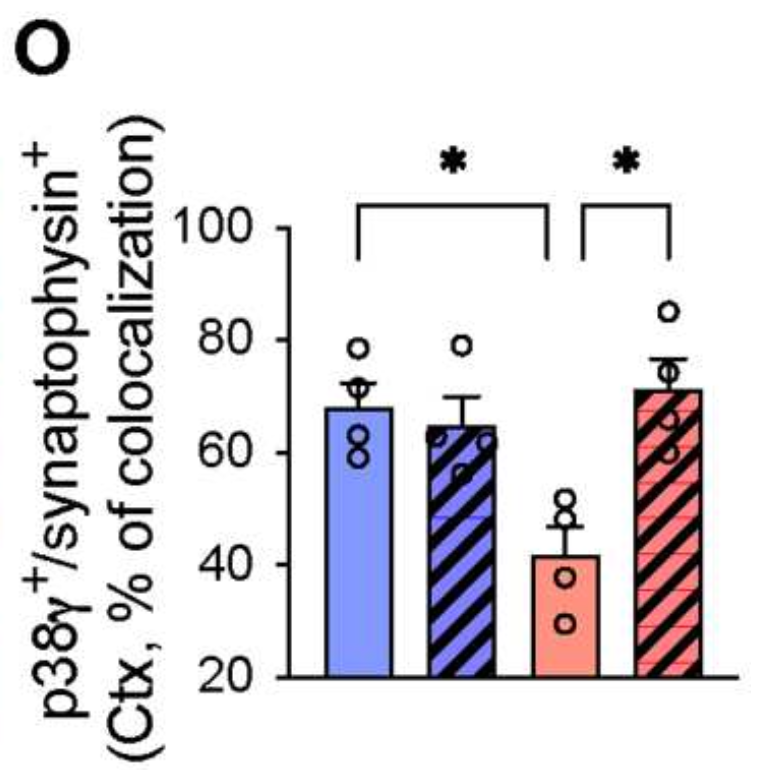 O
p38γ⁺/synaptophysin⁺
(Ctx, % of colocalization)
* *
100
80
60
40
20